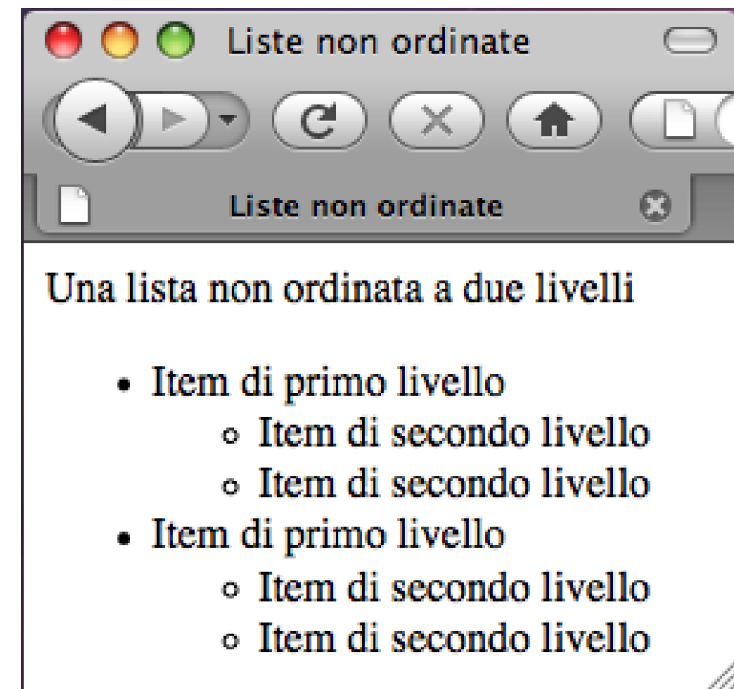 Liste non ordinate
Liste non ordinate
Una lista non ordinata a due livelli
• Item di primo livello
◦ Item di secondo livello
◦ Item di secondo livello
• Item di primo livello
◦ Item di secondo livello
◦ Item di secondo livello